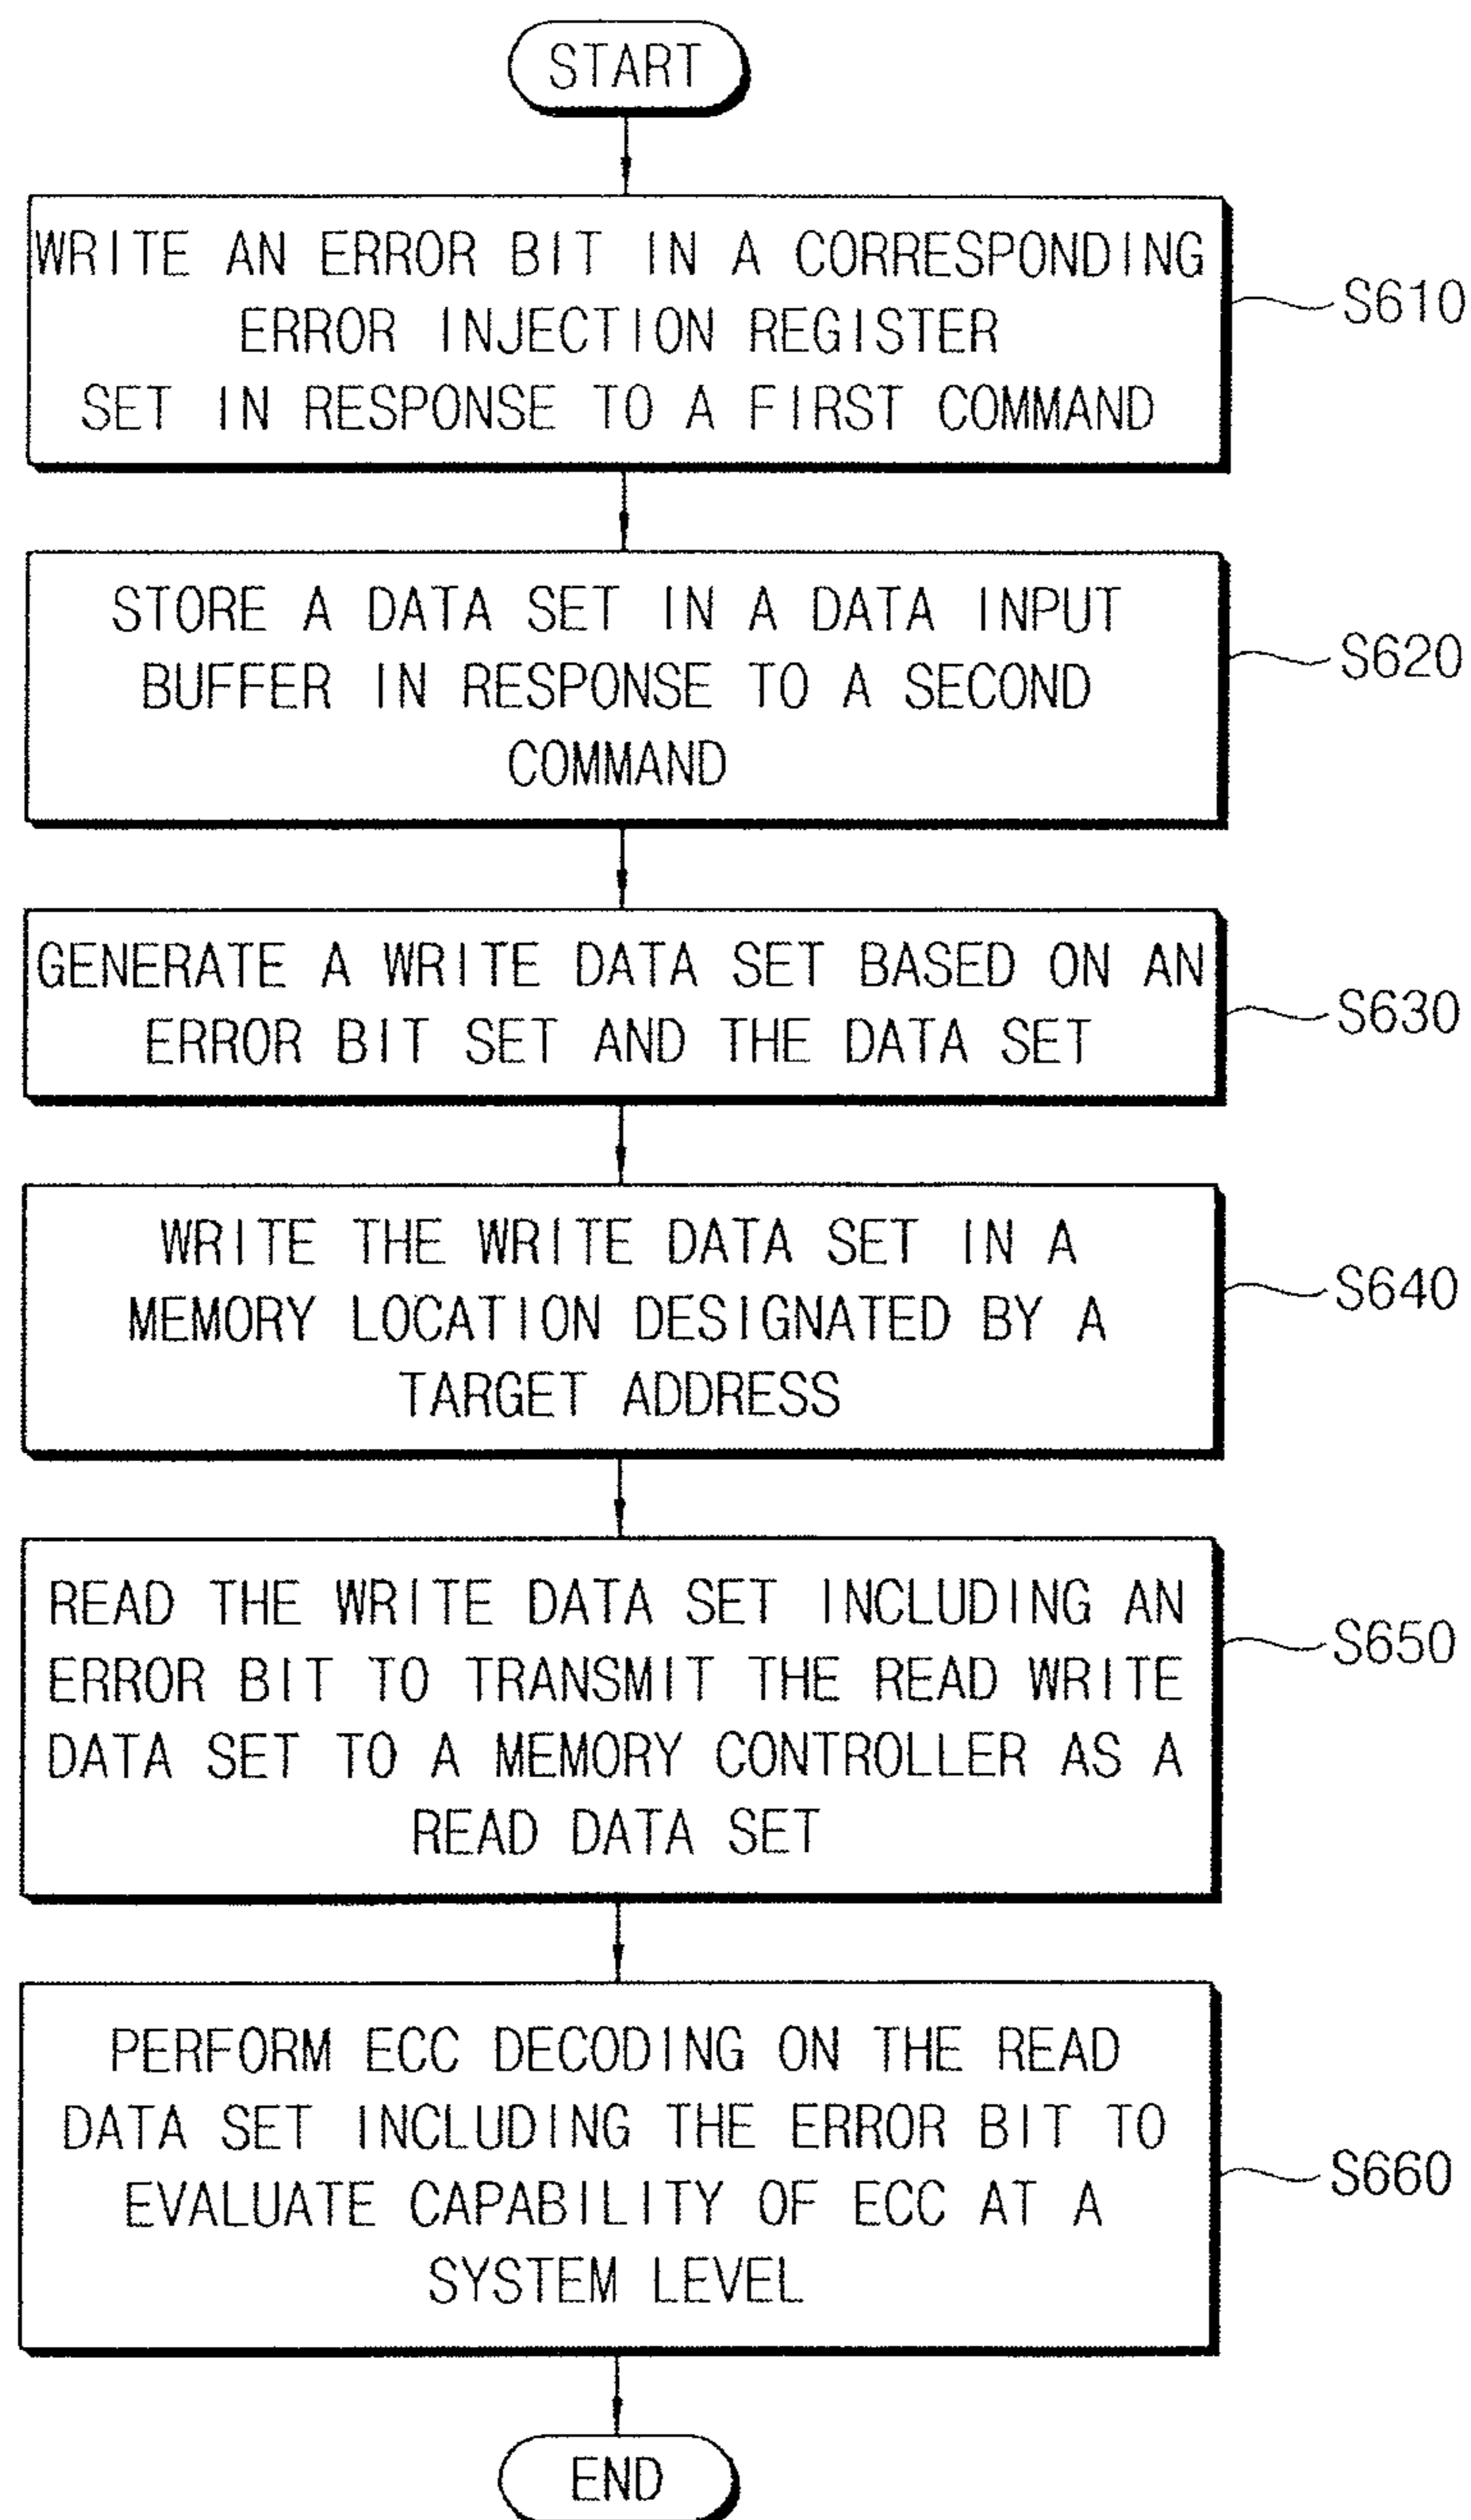 START
WRITE AN ERROR BIT IN A CORRESPONDING
ERROR INJECTION REGISTER
SET IN RESPONSE TO A FIRST COMMAND
S610
STORE A DATA SET IN A DATA INPUT
BUFFER IN RESPONSE TO A SECOND
COMMAND
S620
GENERATE A WRITE DATA SET BASED ON AN
ERROR BIT SET AND THE DATA SET
S630
WRITE THE WRITE DATA SET IN A
MEMORY LOCATION DESIGNATED BY A
TARGET ADDRESS
S640
READ THE WRITE DATA SET INCLUDING AN
ERROR BIT TO TRANSMIT THE READ WRITE
DATA SET TO A MEMORY CONTROLLER AS A
READ DATA SET
S650
PERFORM ECC DECODING ON THE READ
DATA SET INCLUDING THE ERROR BIT TO
EVALUATE CAPABILITY OF ECC AT A
SYSTEM LEVEL
S660
END